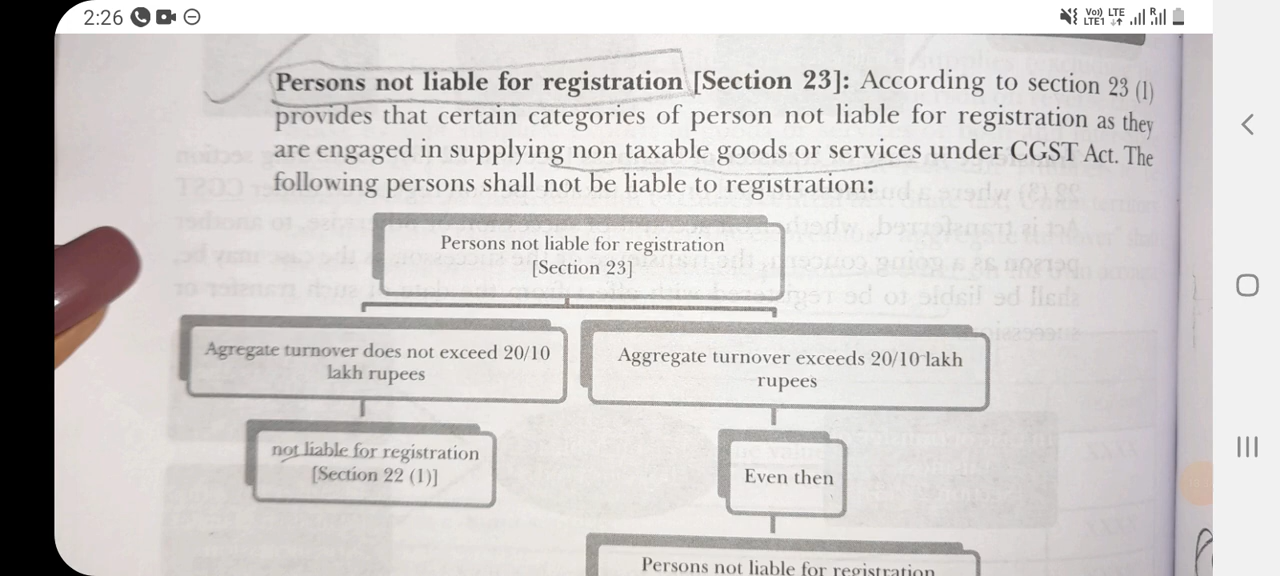 2:26
Vo)) LTE
LTE1
R
Persons not liable for registration [Section 23]: According to section 23 (1)
provides that certain categories of person not liable for registration as they
are engaged in supplying non taxable goods or services under CGST Act. The
following persons shall not be liable to registration:
Persons not liable for registration
[Section 23]
Agregate turnover does not exceed 20/10
lakh rupees
Aggregate turnover exceeds 20/10 lakh
rupees
not liable for registration
[Section 22 (1)]
Even then
Persons not liable for registration